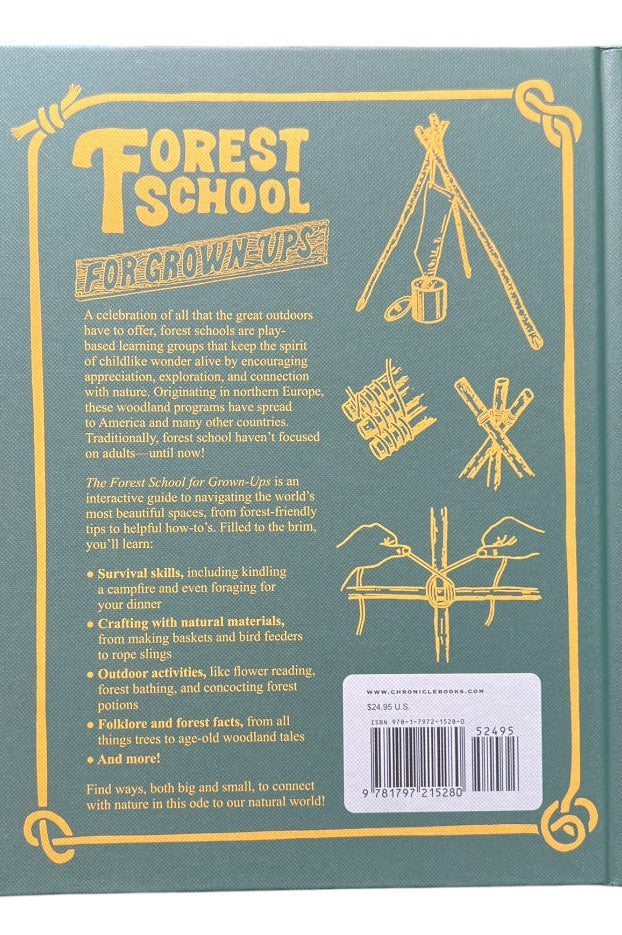 FOREST
SCHOOL
FOR GROWN-UPS
A celebration of all that the great outdoors
have to offer, forest schools are play-
based learning groups that keep the spirit
of childlike wonder alive by encouraging
appreciation, exploration, and connection
with nature. Originating in northern Europe,
these woodland programs have spread
to America and many other countries.
Traditionally, forest school haven’t focused
on adults—until now!
The Forest School for Grown-Ups is an
interactive guide to navigating the world’s
most beautiful spaces, from forest-friendly
tips to helpful how-to’s. Filled to the brim,
you’ll learn:
● Survival skills, including kindling
a campfire and even foraging for
your dinner
● Crafting with natural materials,
from making baskets and bird feeders
to rope slings
● Outdoor activities, like flower reading,
forest bathing, and concocting forest
potions
● Folklore and forest facts, from all
things trees to age-old woodland tales
● And more!
Find ways, both big and small, to connect
with nature in this ode to our natural world!
WWW.CHRONICLEBOOKS.COM
$24.95 U.S.
ISBN 978-1-7972-1528-0
52495
9 781797 215280